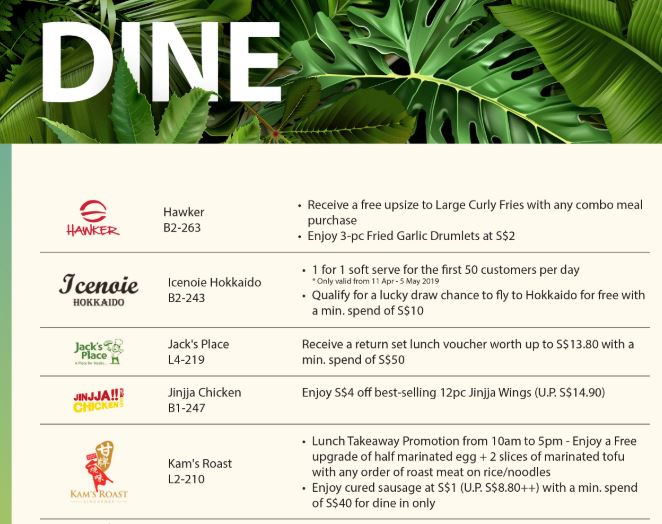 DINE
HAWKER
Hawker
B2-263
• Receive a free upsize to Large Curly Fries with any combo meal
purchase
• Enjoy 3-pc Fried Garlic Drumlets at S$2
Icenoie
HOKKAIDO
Icenoie Hokkaido
B2-243
• 1 for 1 soft serve for the first 50 customers per day
* Only valid from 11 Apr - 5 May 2019
• Qualify for a lucky draw chance to fly to Hokkaido for free with
a min. spend of S$10
Jack's
Place
Jack's Place
L4-219
Receive a return set lunch voucher worth up to S$13.80 with a
min. spend of S$50
JINJJA!!
CHICKEN
Jinjja Chicken
B1-247
Enjoy S$4 off best-selling 12pc Jinjja Wings (U.P. S$14.90)
甘牌燒味
KAM'S ROAST
Kam's Roast
L2-210
• Lunch Takeaway Promotion from 10am to 5pm - Enjoy a Free
upgrade of half marinated egg + 2 slices of marinated tofu
with any order of roast meat on rice/noodles
• Enjoy cured sausage at S$1 (U.P. S$8.80++) with a min. spend
of S$40 for dine in only